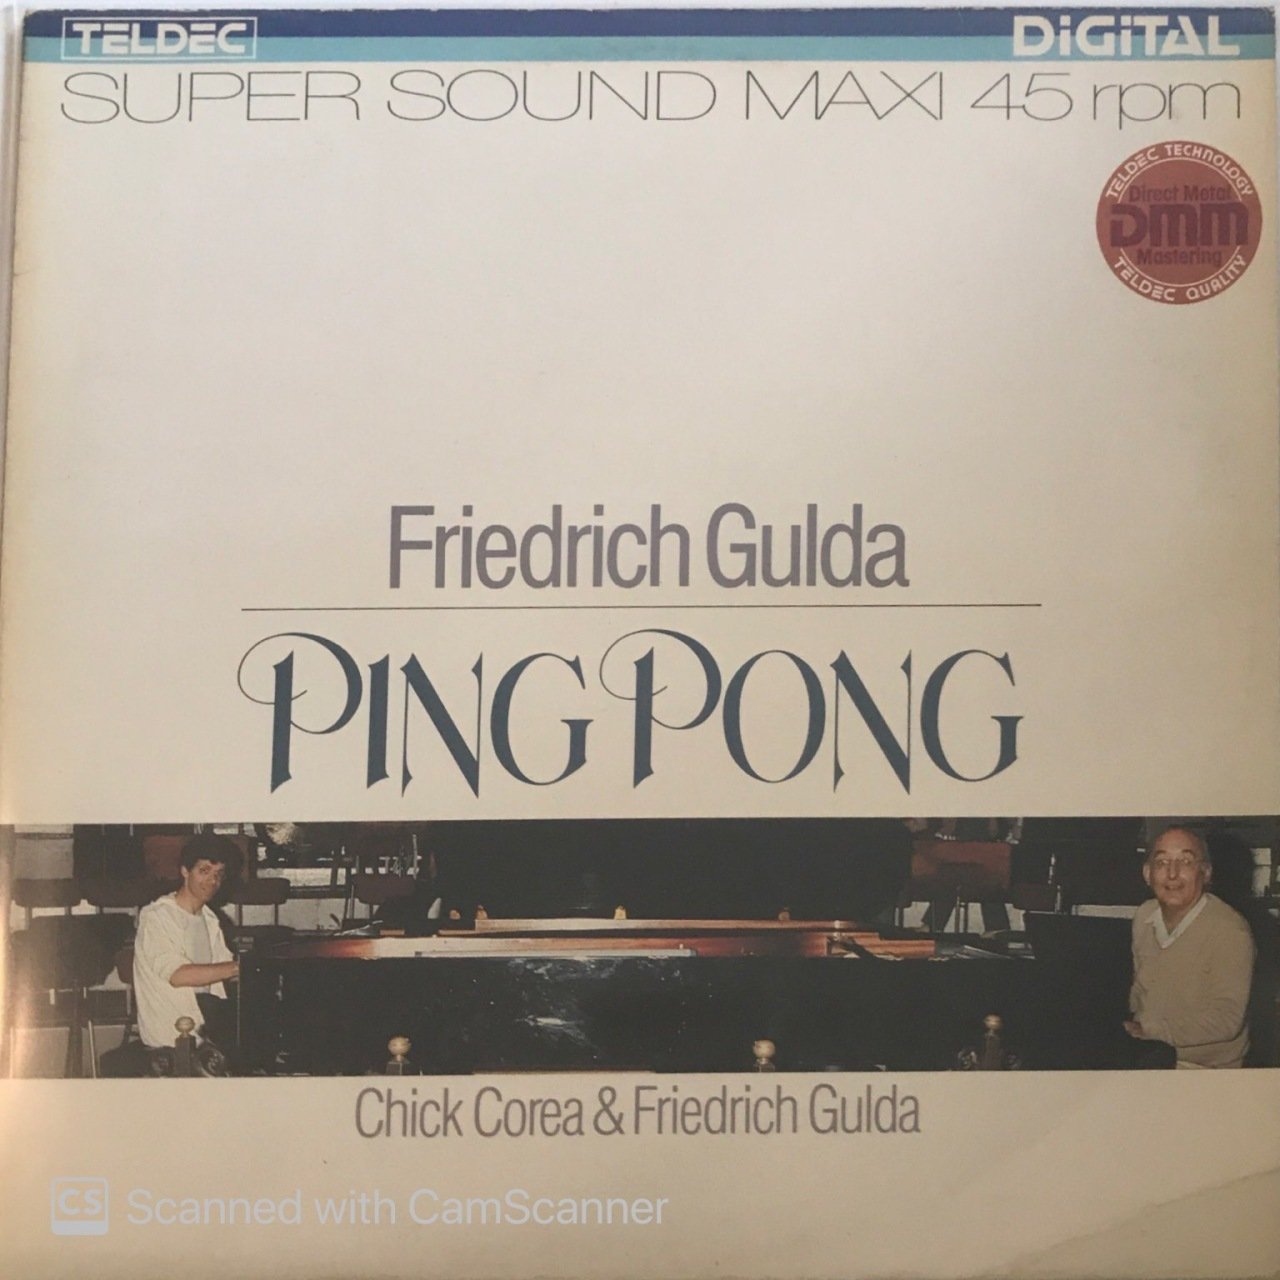 TELDEC
DiGiTAL
SUPER SOUND MAXI 45 rpm
TELDEC TECHNOLOGY
Direct Metal
DMM
Mastering
TELDEC QUALITY
Friedrich Gulda
PING PONG
Chick Corea & Friedrich Gulda
CS Scanned with CamScanner